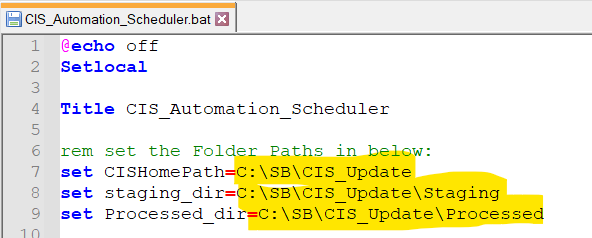 CIS_Automation_Scheduler.bat
1 @echo off
2 Setlocal
3
4 Title CIS_Automation_Scheduler
5
6 rem set the Folder Paths in below:
7 set CISHomePath=C:\SB\CIS_Update
8 set staging_dir=C:\SB\CIS_Update\Staging
9 set Processed_dir=C:\SB\CIS_Update\Processed
10